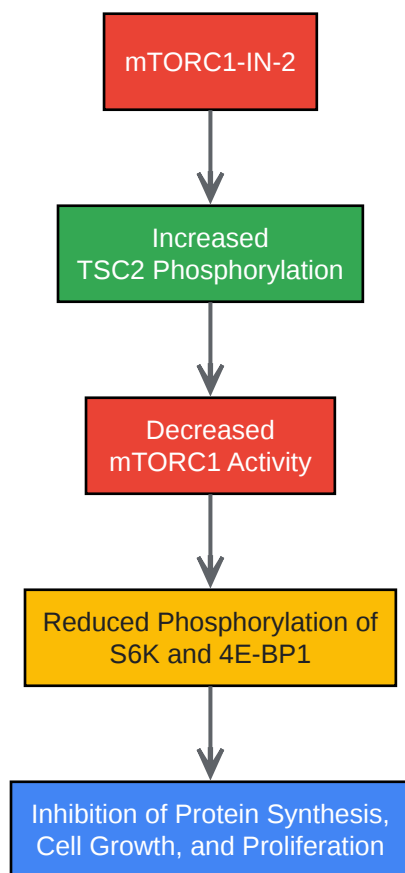 mTORC1-IN-2
Increased
TSC2 Phosphorylation
Decreased
mTORC1 Activity
Reduced Phosphorylation of
S6K and 4E-BP1
Inhibition of Protein Synthesis,
Cell Growth, and Proliferation